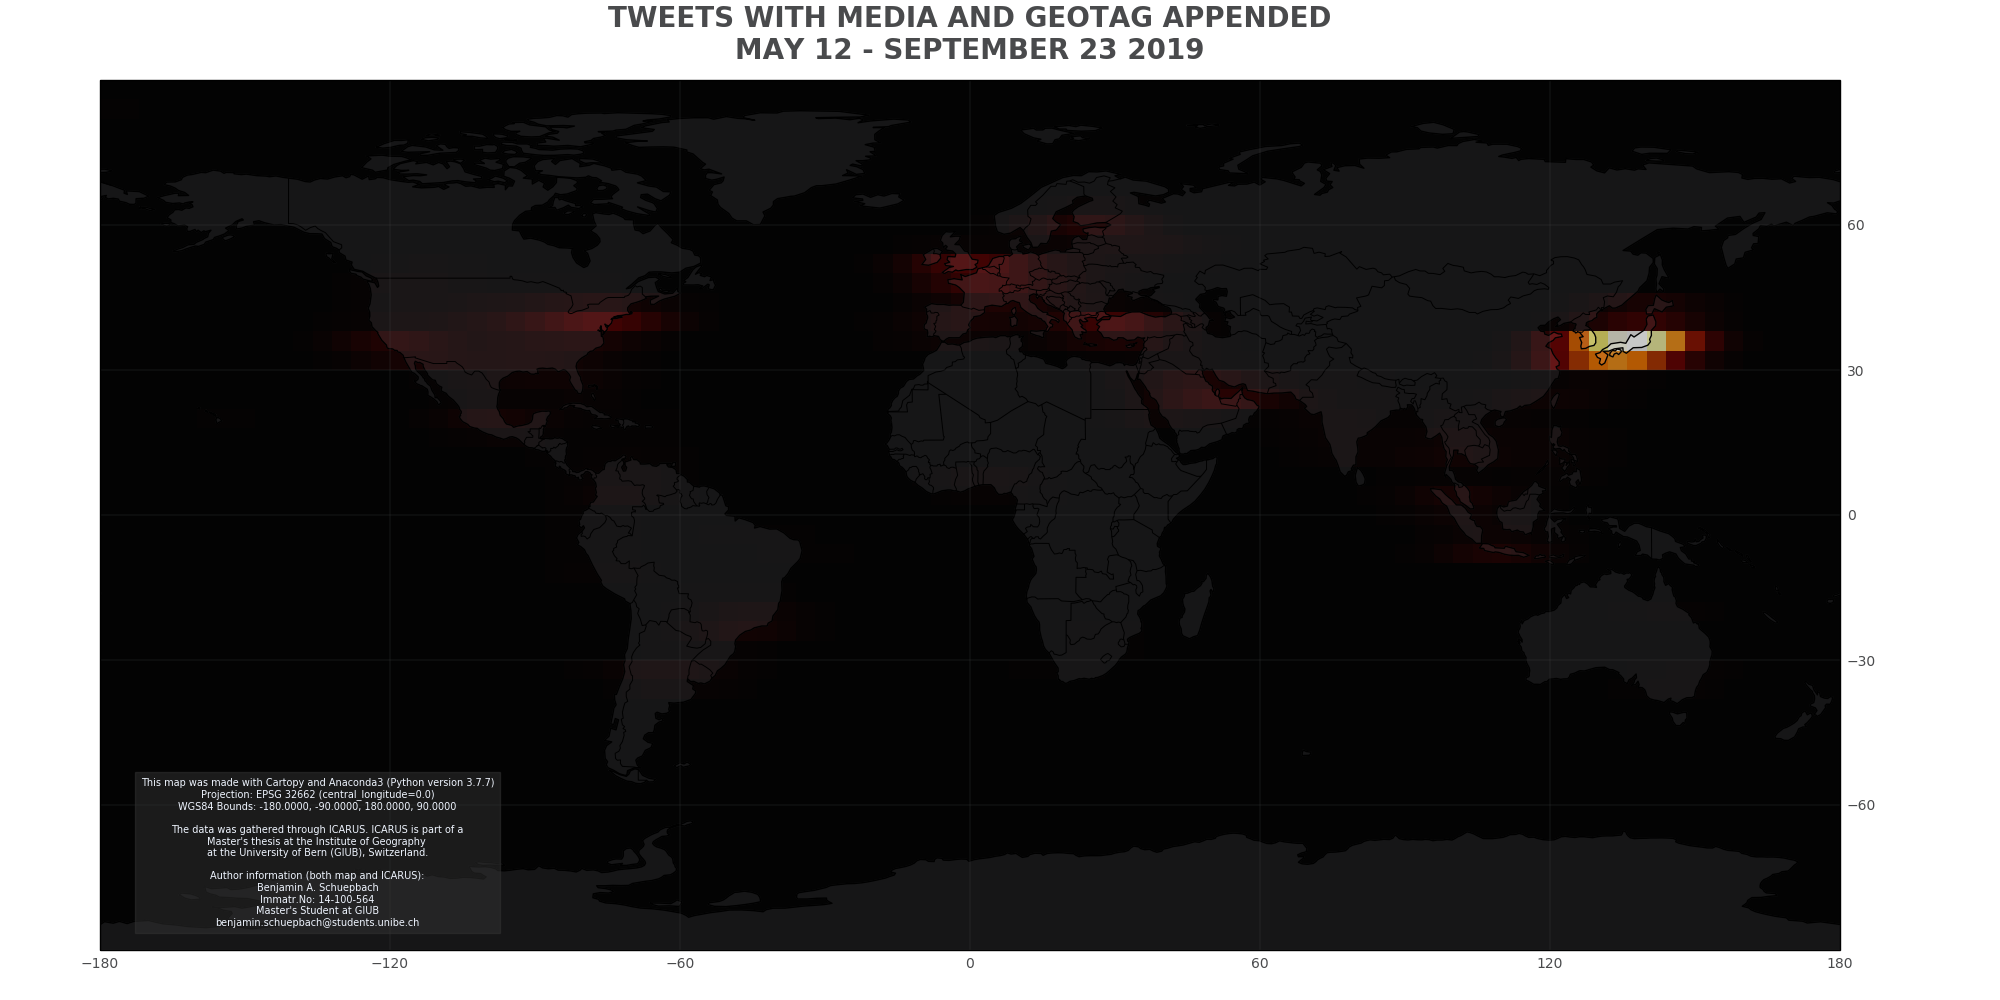 TWEETS WITH MEDIA AND GEOTAG APPENDED
MAY 12 - SEPTEMBER 23 2019
60
30
0
−30
−60
This map was made with Cartopy and Anaconda3 (Python version 3.7.7)
Projection: EPSG 32662 (central_longitude=0.0)
WGS84 Bounds: -180.0000, -90.0000, 180.0000, 90.0000
The data was gathered through ICARUS. ICARUS is part of a
Master's thesis at the Institute of Geography
at the University of Bern (GIUB), Switzerland.
Author information (both map and ICARUS):
Benjamin A. Schuepbach
Immatr.No: 14-100-564
Master's Student at GIUB
benjamin.schuepbach@students.unibe.ch
−180 −120 −60 0 60 120 180